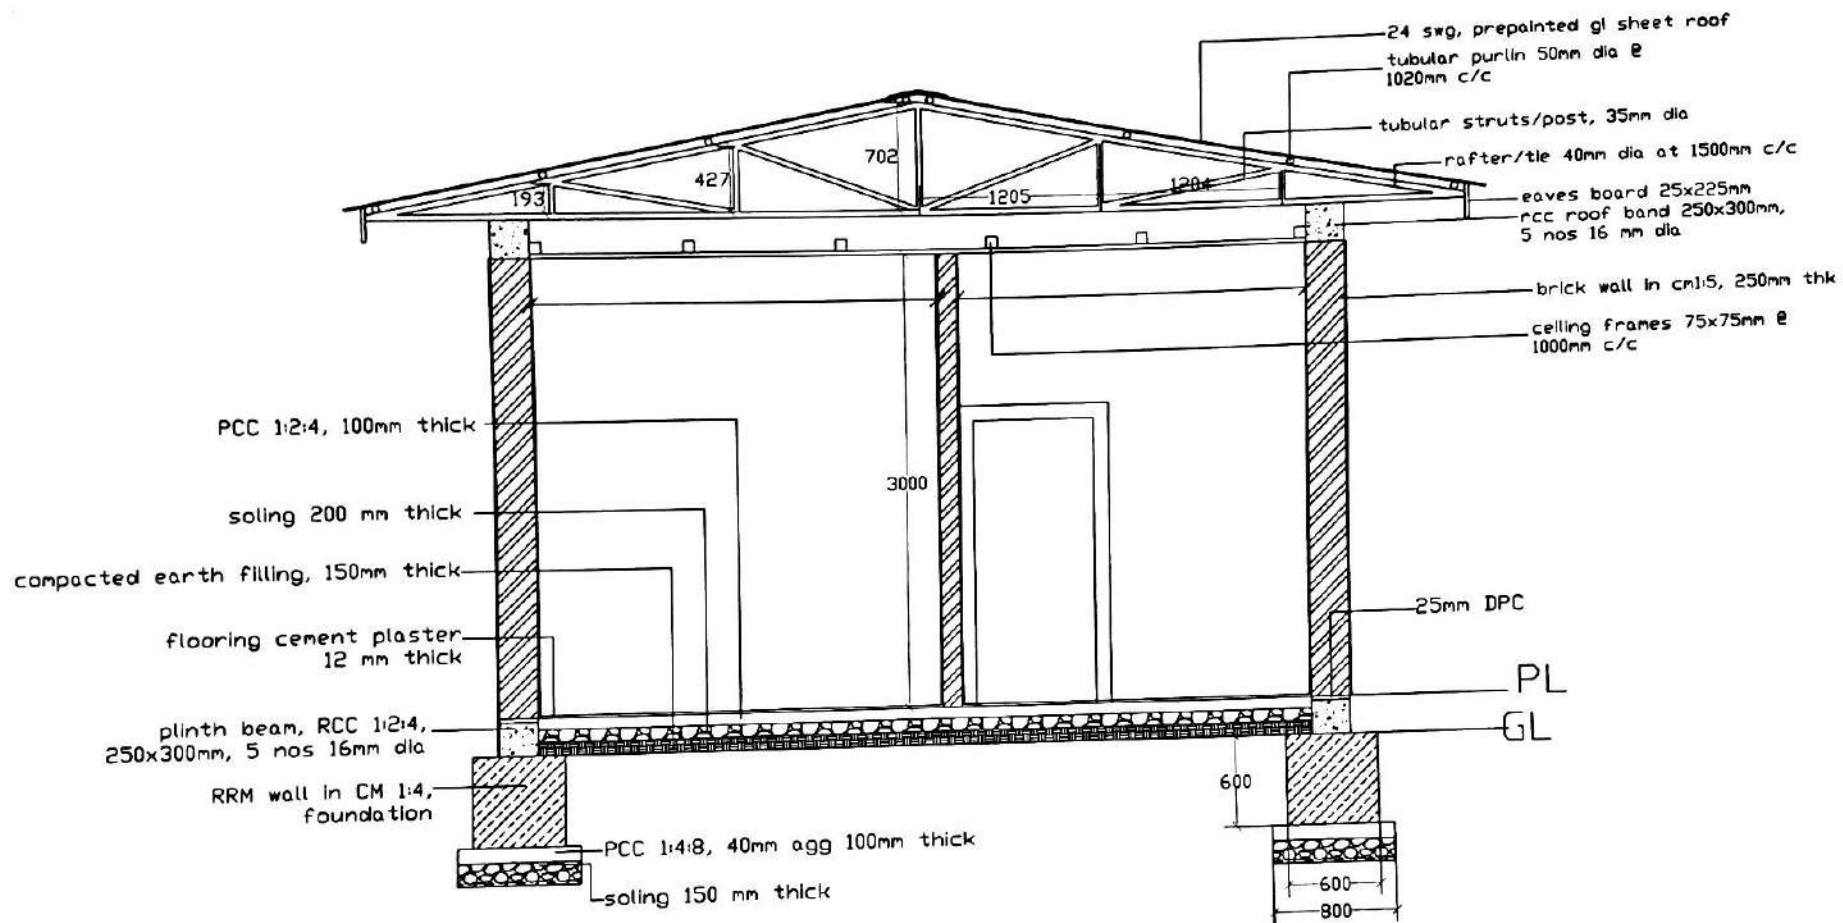 24 swg, prepainted gI sheet roof
tubular purlin 50mm dia @
1020mm c/c
tubular struts/post, 35mm dia
rafter/tie 40mm dia at 1500mm c/c
eaves board 25x225mm
rcc roof band 250x300mm,
5 nos 16 mm dia
702
427
193
1205
1204
brick wall in cm1:5, 250mm thk
ceiling frames 75x75mm @
1000mm c/c
PCC 1:2:4, 100mm thick
3000
soling 200 mm thick
compacted earth filling, 150mm thick
25mm DPC
flooring cement plaster
12 mm thick
PL
plinth beam, RCC 1:2:4,
250x300mm, 5 nos 16mm dia
GL
RRM wall in CM 1:4,
foundation
600
PCC 1:4:8, 40mm agg 100mm thick
soling 150 mm thick
600
800